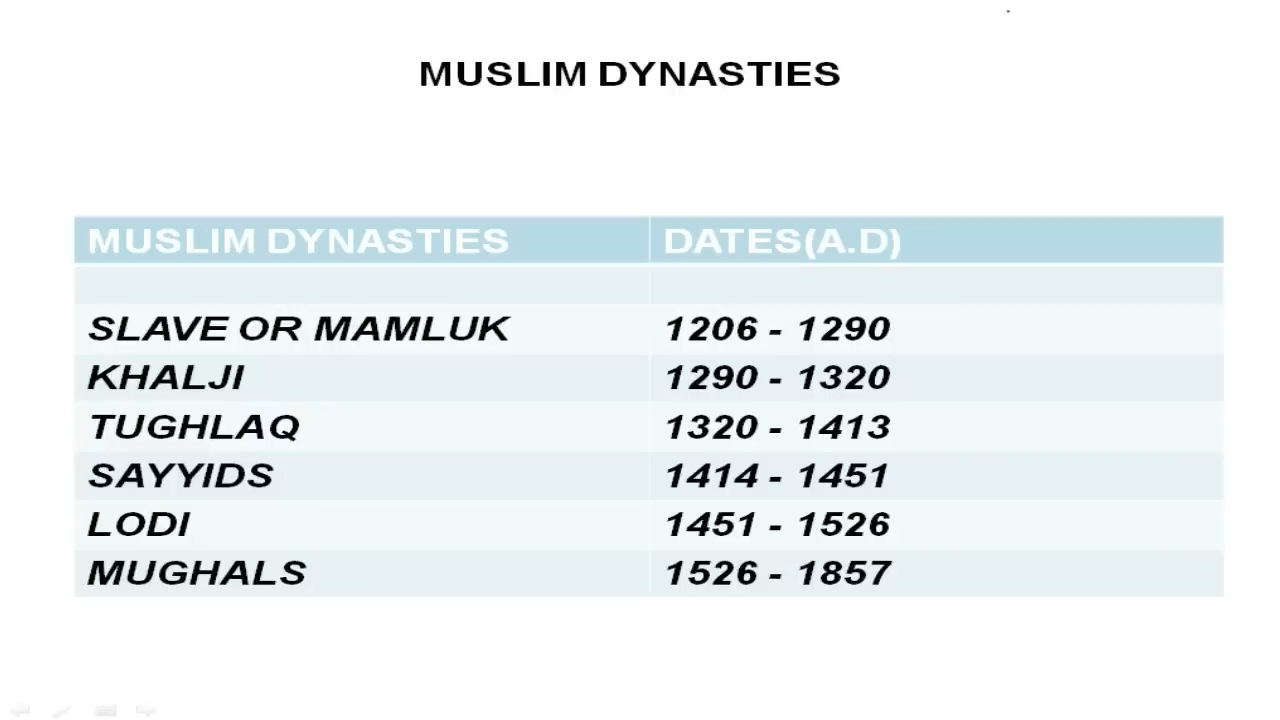 MUSLIM DYNASTIES
MUSLIM DYNASTIES DATES(A.D)
SLAVE OR MAMLUK 1206 - 1290
KHALJI 1290 - 1320
TUGHLAQ 1320 - 1413
SAYYIDS 1414 - 1451
LODI 1451 - 1526
MUGHALS 1526 - 1857